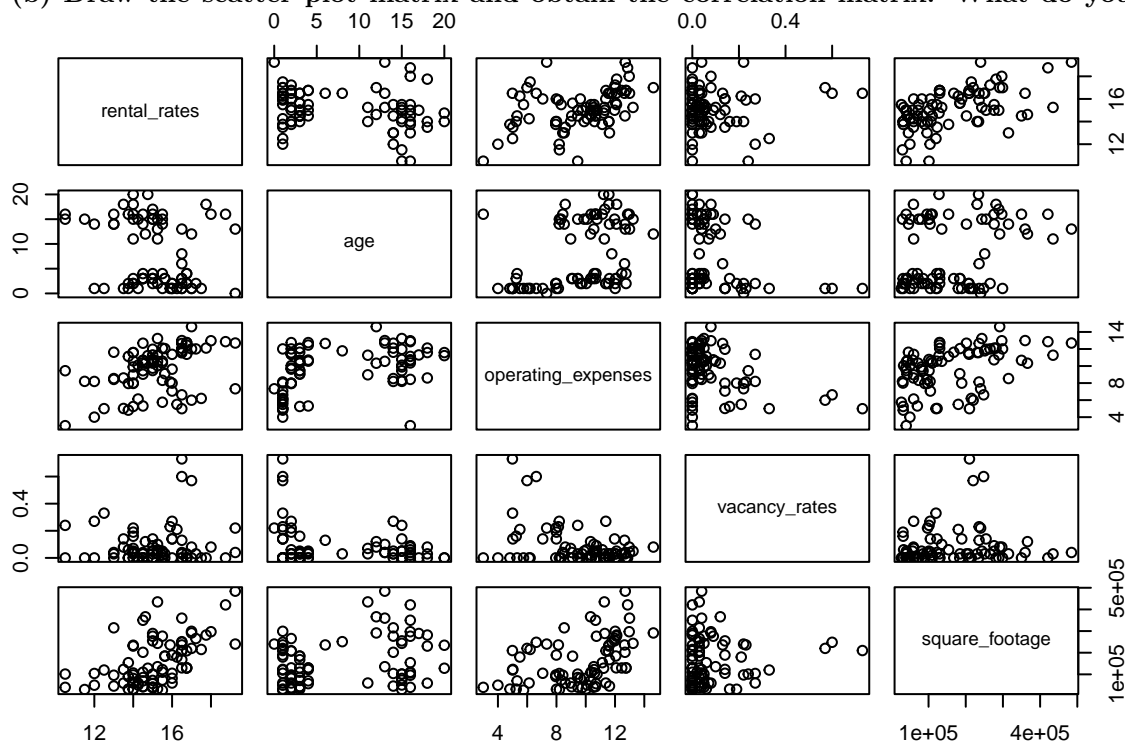 (b) Draw the scatter plot matrix and obtain the correlation matrix. What do you
0 5 10 15 20 0.0 0.4
rental_rates
12 16
0 10 20
age
operating_expenses
4 8 14
0.0 0.4
vacancy_rates
square_footage
1e+05 5e+05
12 16 4 8 12 1e+05 4e+05